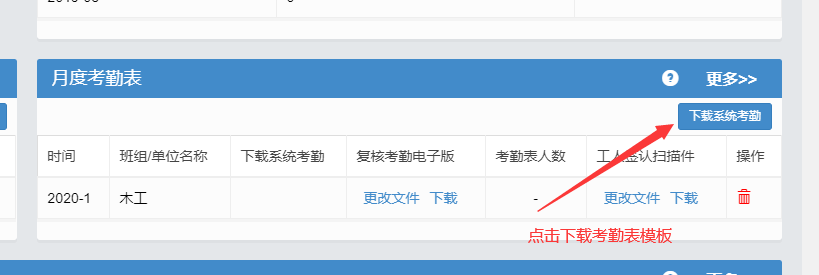 月度考勤表 ? 更多>>
下载系统考勤
时间 班组/单位名称 下载系统考勤 复核考勤电子版 考勤表人数 工人签认扫描件 操作
2020-1 木工 更改文件 下载 - 更改文件 下载
点击下载考勤表模板